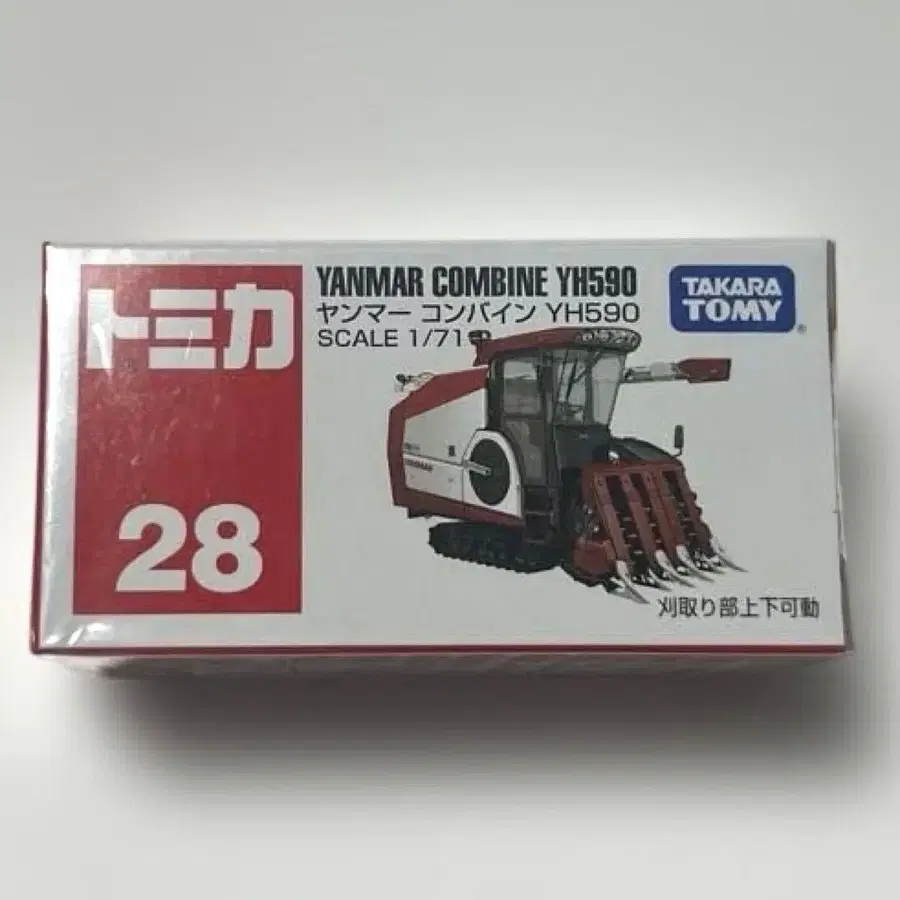 トミカ
28
YANMAR COMBINE YH590
ヤンマー コンバイン YH590
SCALE 1/71
TAKARA
TOMY
®
YANMAR
刈取り部上下可動